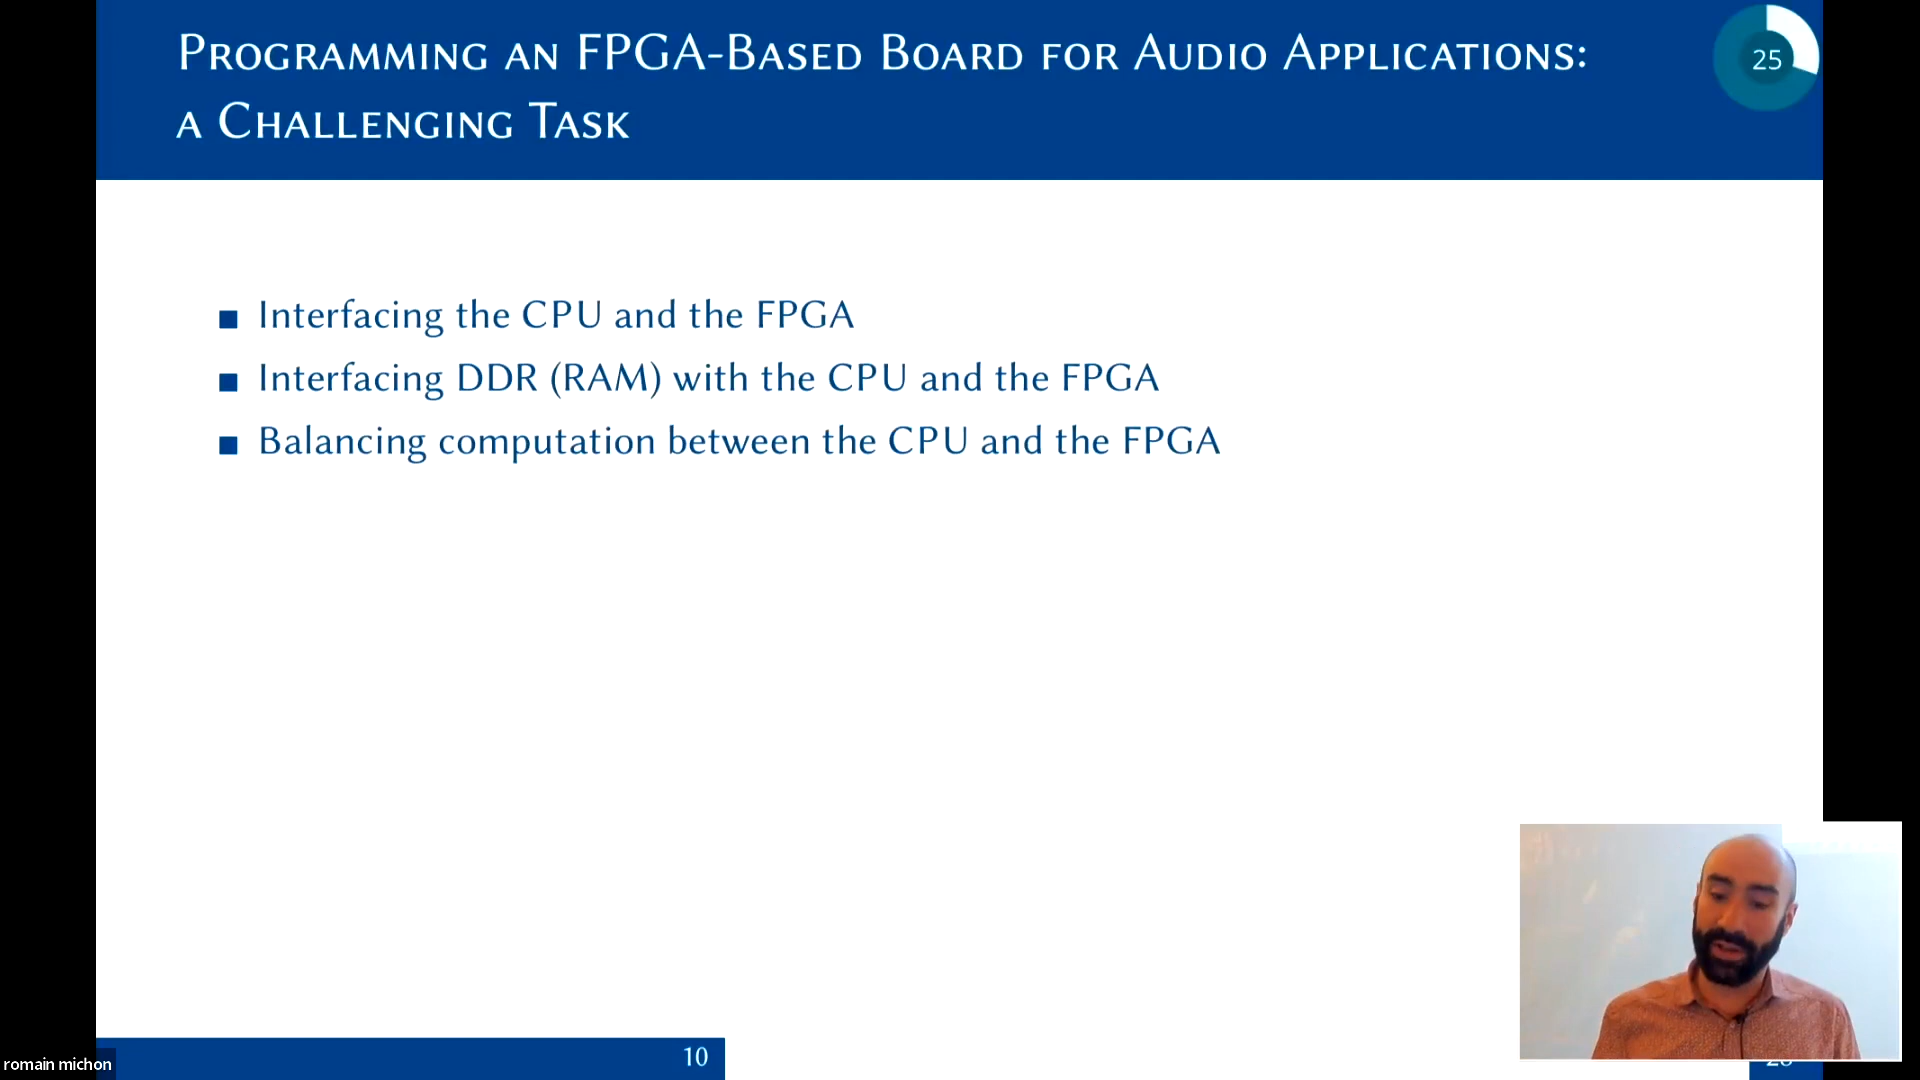 Programming an FPGA-Based Board for Audio Applications:
a Challenging Task
25
■ Interfacing the CPU and the FPGA
■ Interfacing DDR (RAM) with the CPU and the FPGA
■ Balancing computation between the CPU and the FPGA
10
romain michon